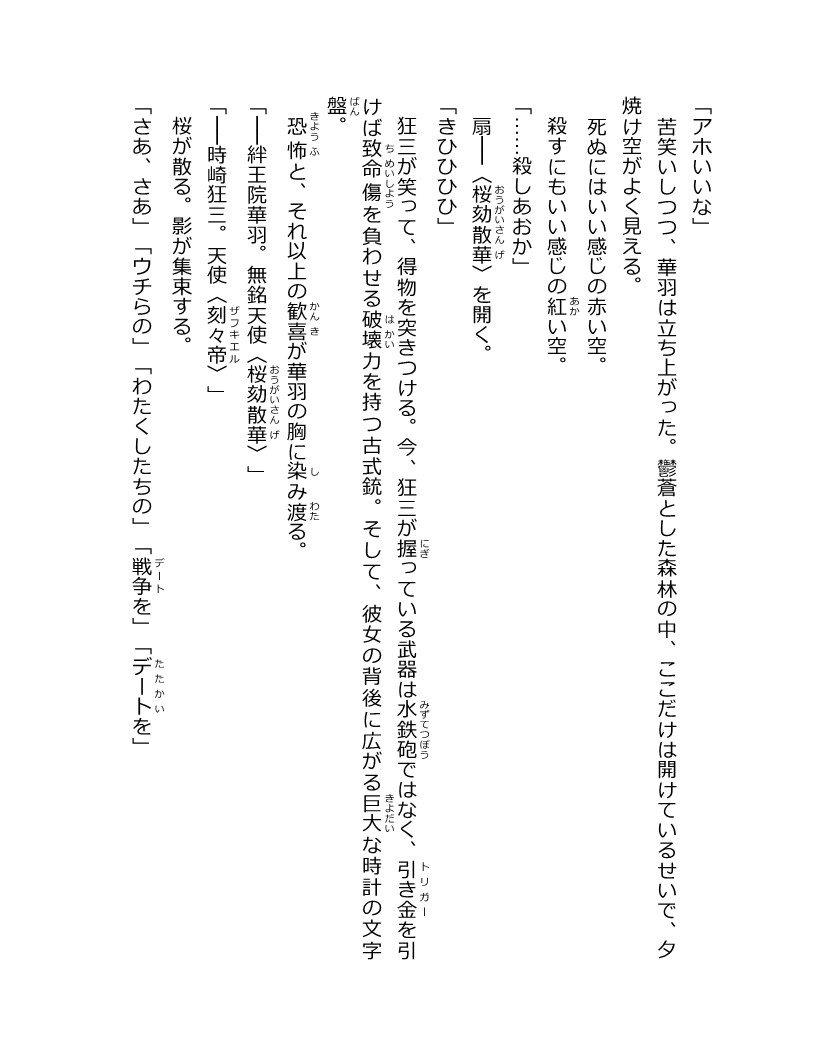 「アホいいな」
苦笑いしつつ、華羽は立ち上がった。鬱蒼とした森林の中、ここだけは開けているせいで、夕
焼け空がよく見える。
死ぬにはいい感じの赤い空。
殺すにもいい感じの紅い空。
「……殺しあおか」
扇――〈桜劾散華〉を開く。
「きひひひひ」
狂三が笑って、得物を突きつける。今、狂三が握っている武器は水鉄砲ではなく、引き金を引
けば致命傷を負わせる破壊力を持つ古式銃。そして、彼女の背後に広がる巨大な時計の文字
盤。
恐怖と、それ以上の歓喜が華羽の胸に染み渡る。
「――絆王院華羽。無銘天使〈桜劾散華〉」
「――時崎狂三。天使〈刻々帝〉」
桜が散る。影が集束する。
「さあ、さあ」「ウチらの」「わたくしたちの」「戦争を」「デートを」